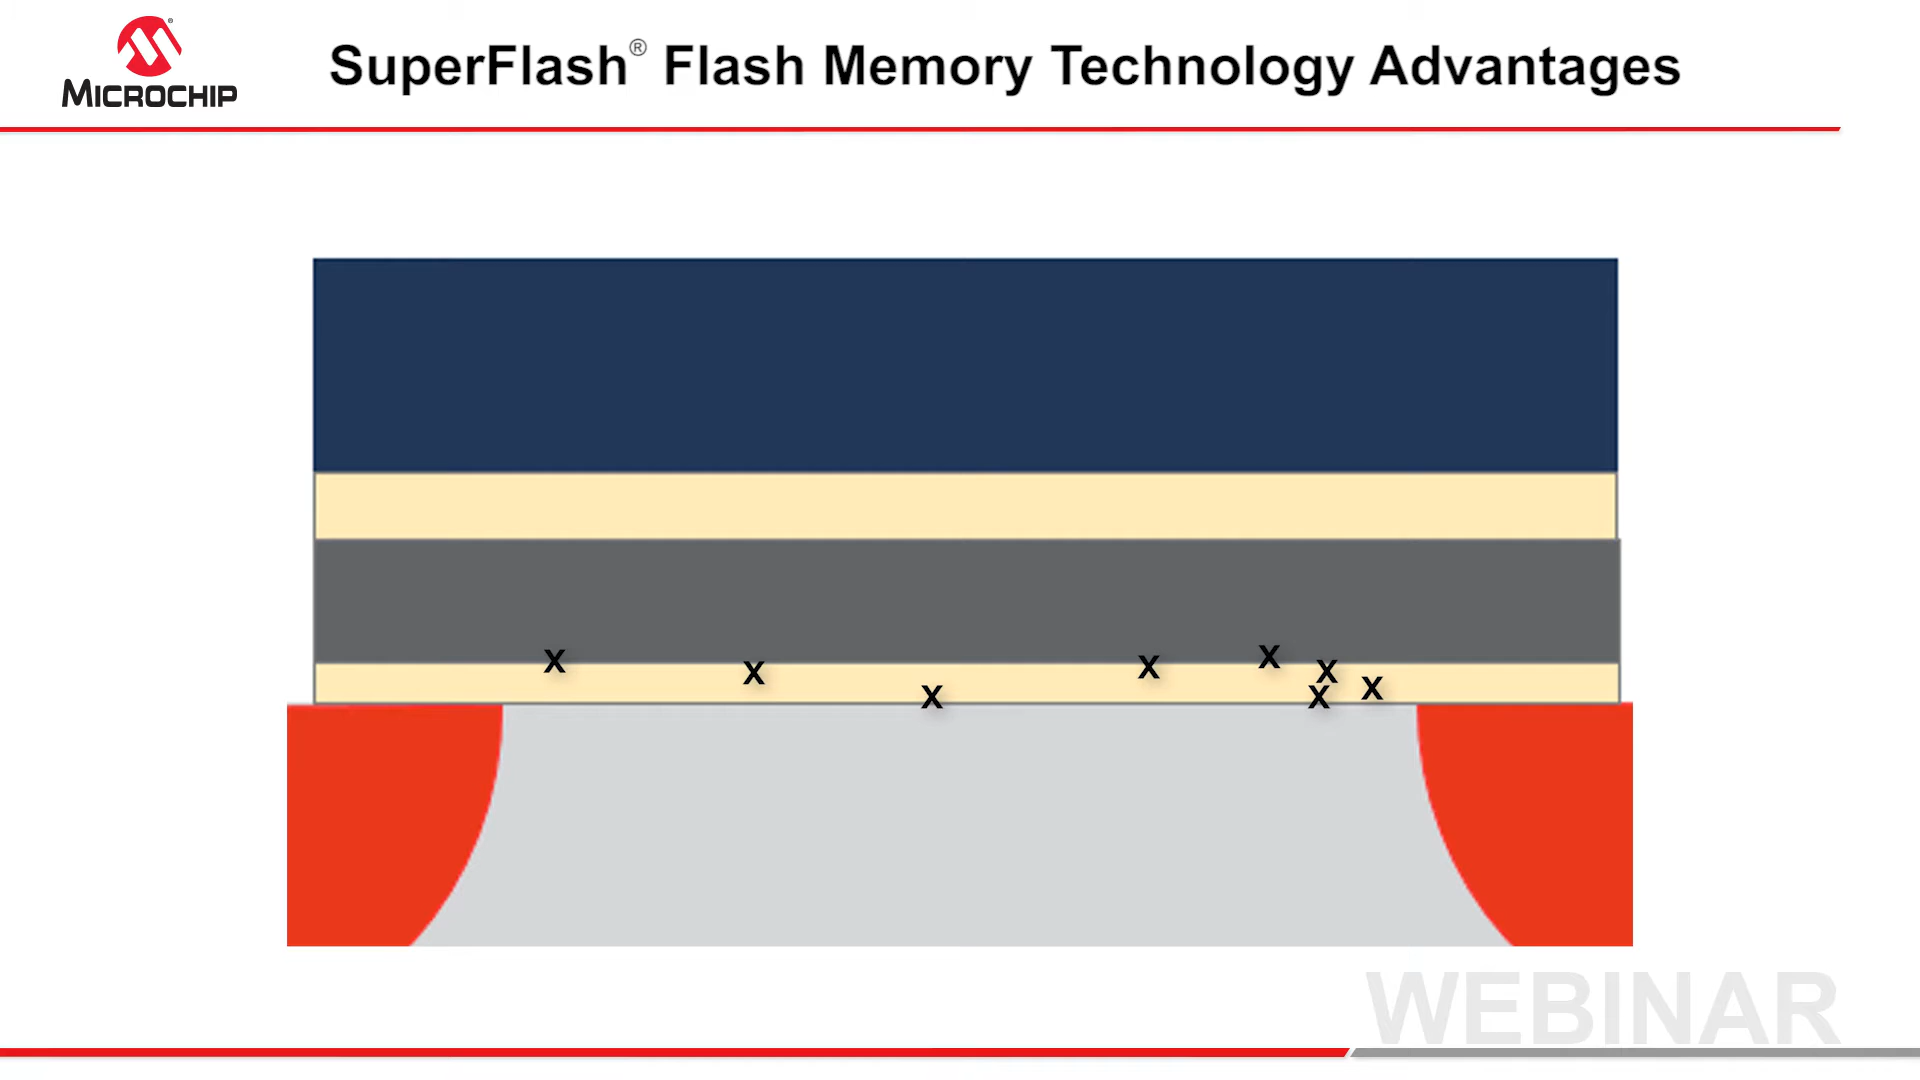 MICROCHIP
SuperFlash® Flash Memory Technology Advantages
x x x x x x x x
WEBINAR